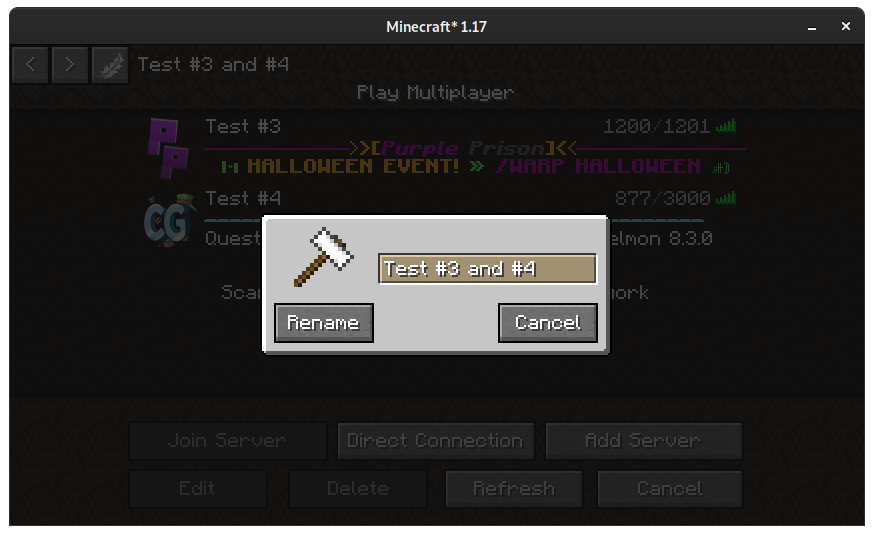 Minecraft* 1.17
< > Test #3 and #4
Play Multiplayer
Test #3 1200/1201
>>[Purple Prison]<<
HALLOWEEN EVENT! » /WARP HALLOWEEN
Test #4 877/3000
CG
Quest elmon 8.3.0
Test #3 and #4
Rename Cancel
Join Server Direct Connection Add Server
Edit Delete Refresh Cancel